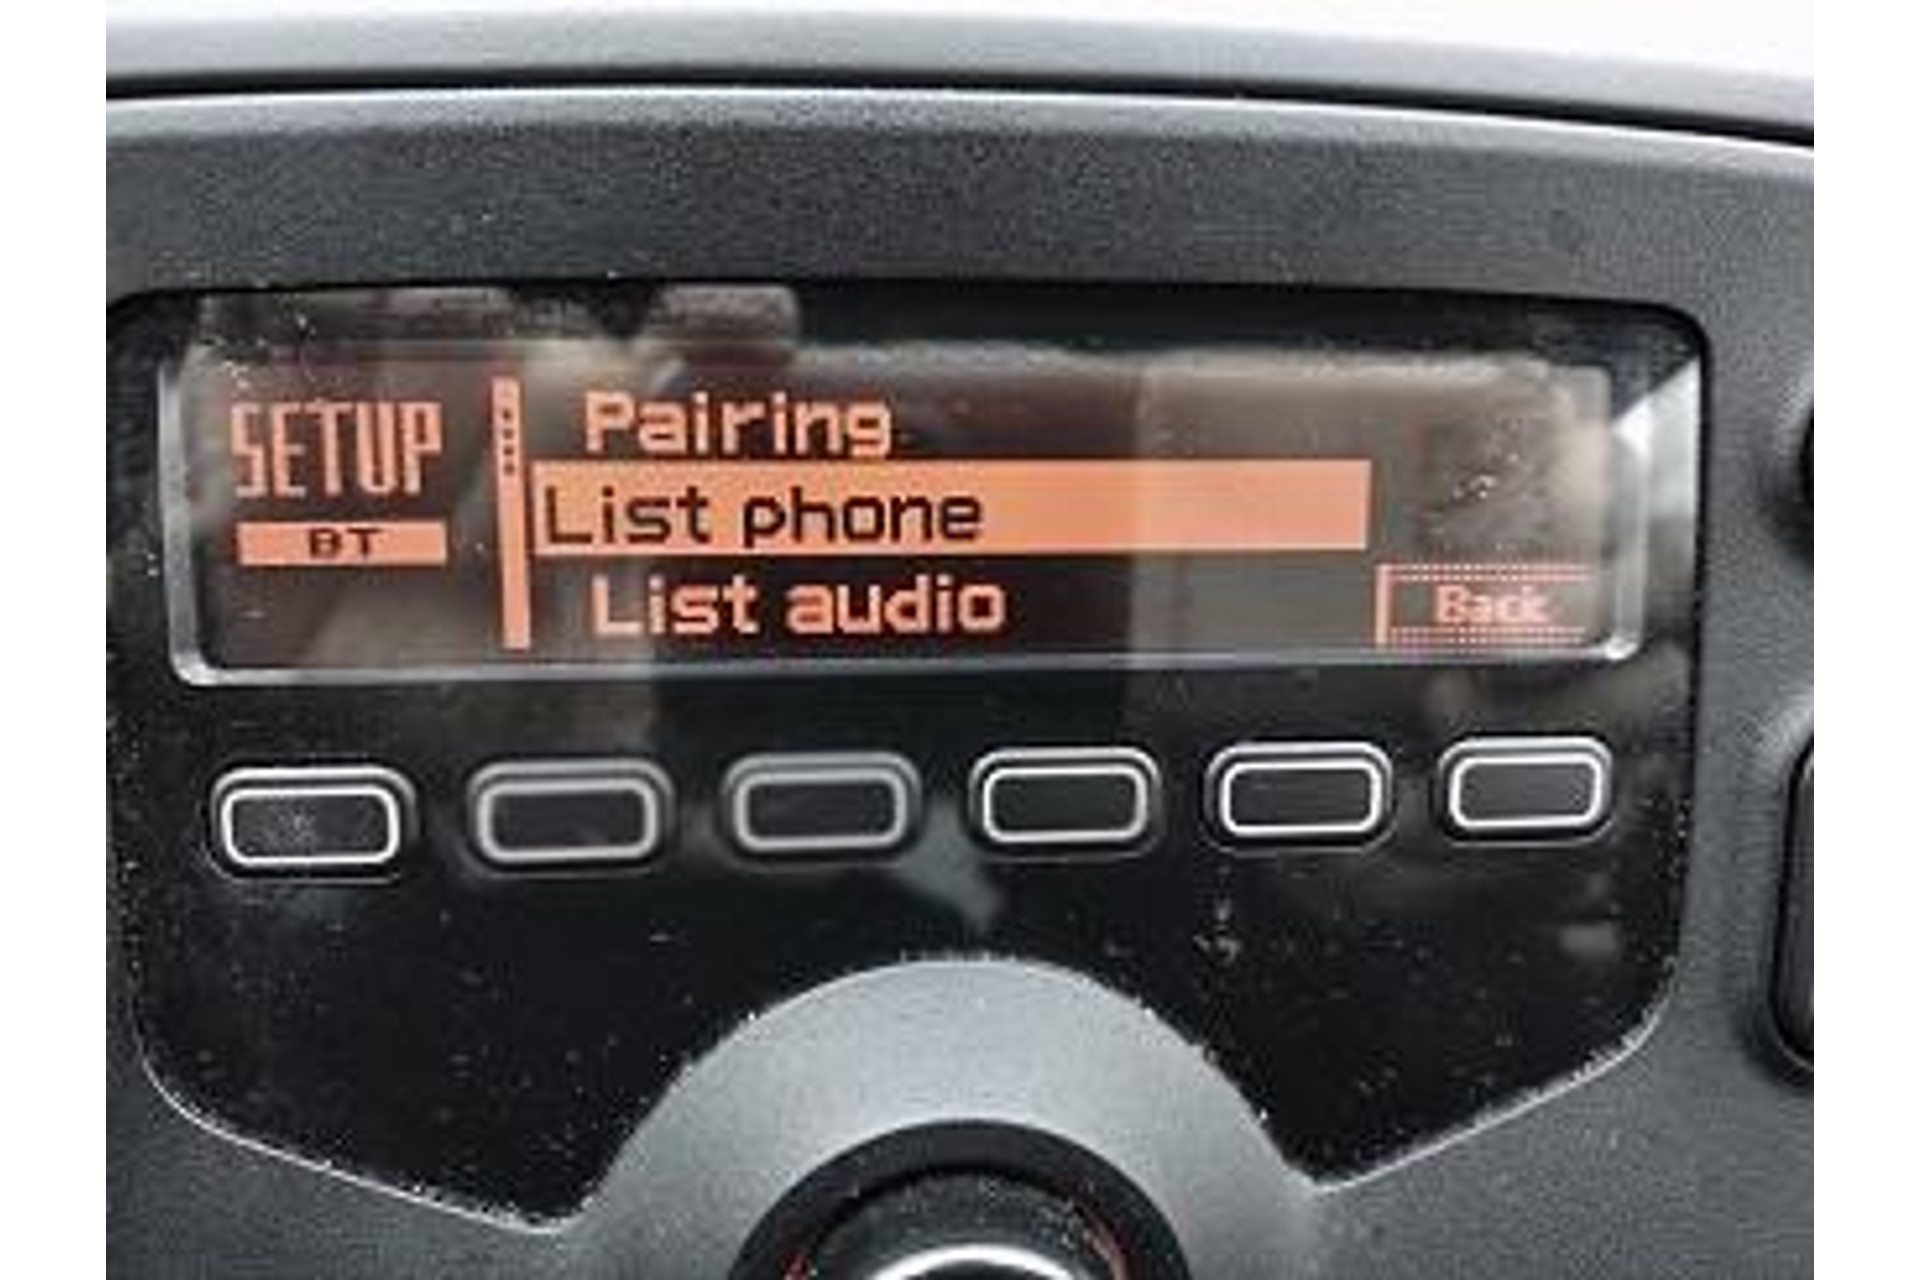 SETUP
BT
Pairing
List phone
List audio
Back